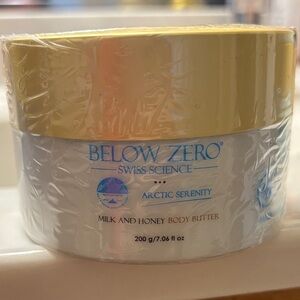 BELOW ZERO®
SWISS SCIENCE
ARCTIC SERENITY
MILK AND HONEY BODY BUTTER
200 g/7.06 fl oz